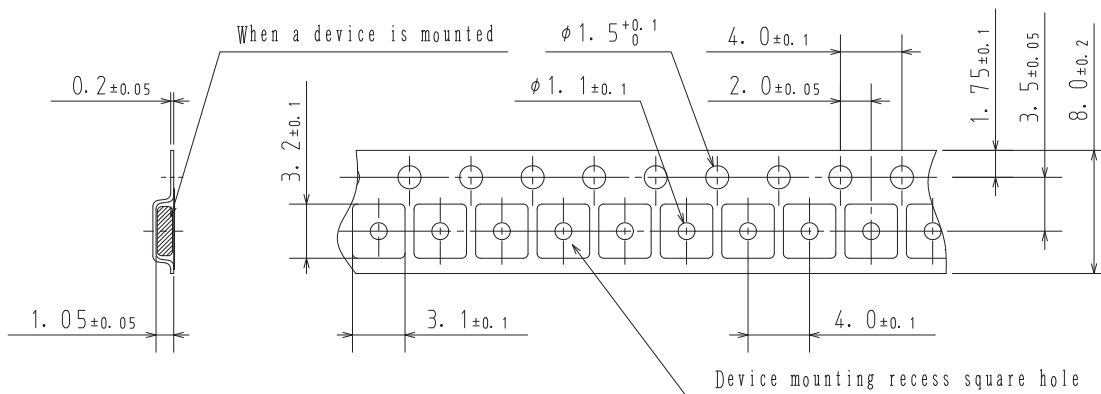 When a device is mounted
φ1.5+0.1 0
4.0±0.1
0.2±0.05
φ1.1±0.1
2.0±0.05
1.75±0.1
3.5±0.05
8.0±0.2
3.2±0.1
1.05±0.05
3.1±0.1
4.0±0.1
Device mounting recess square hole